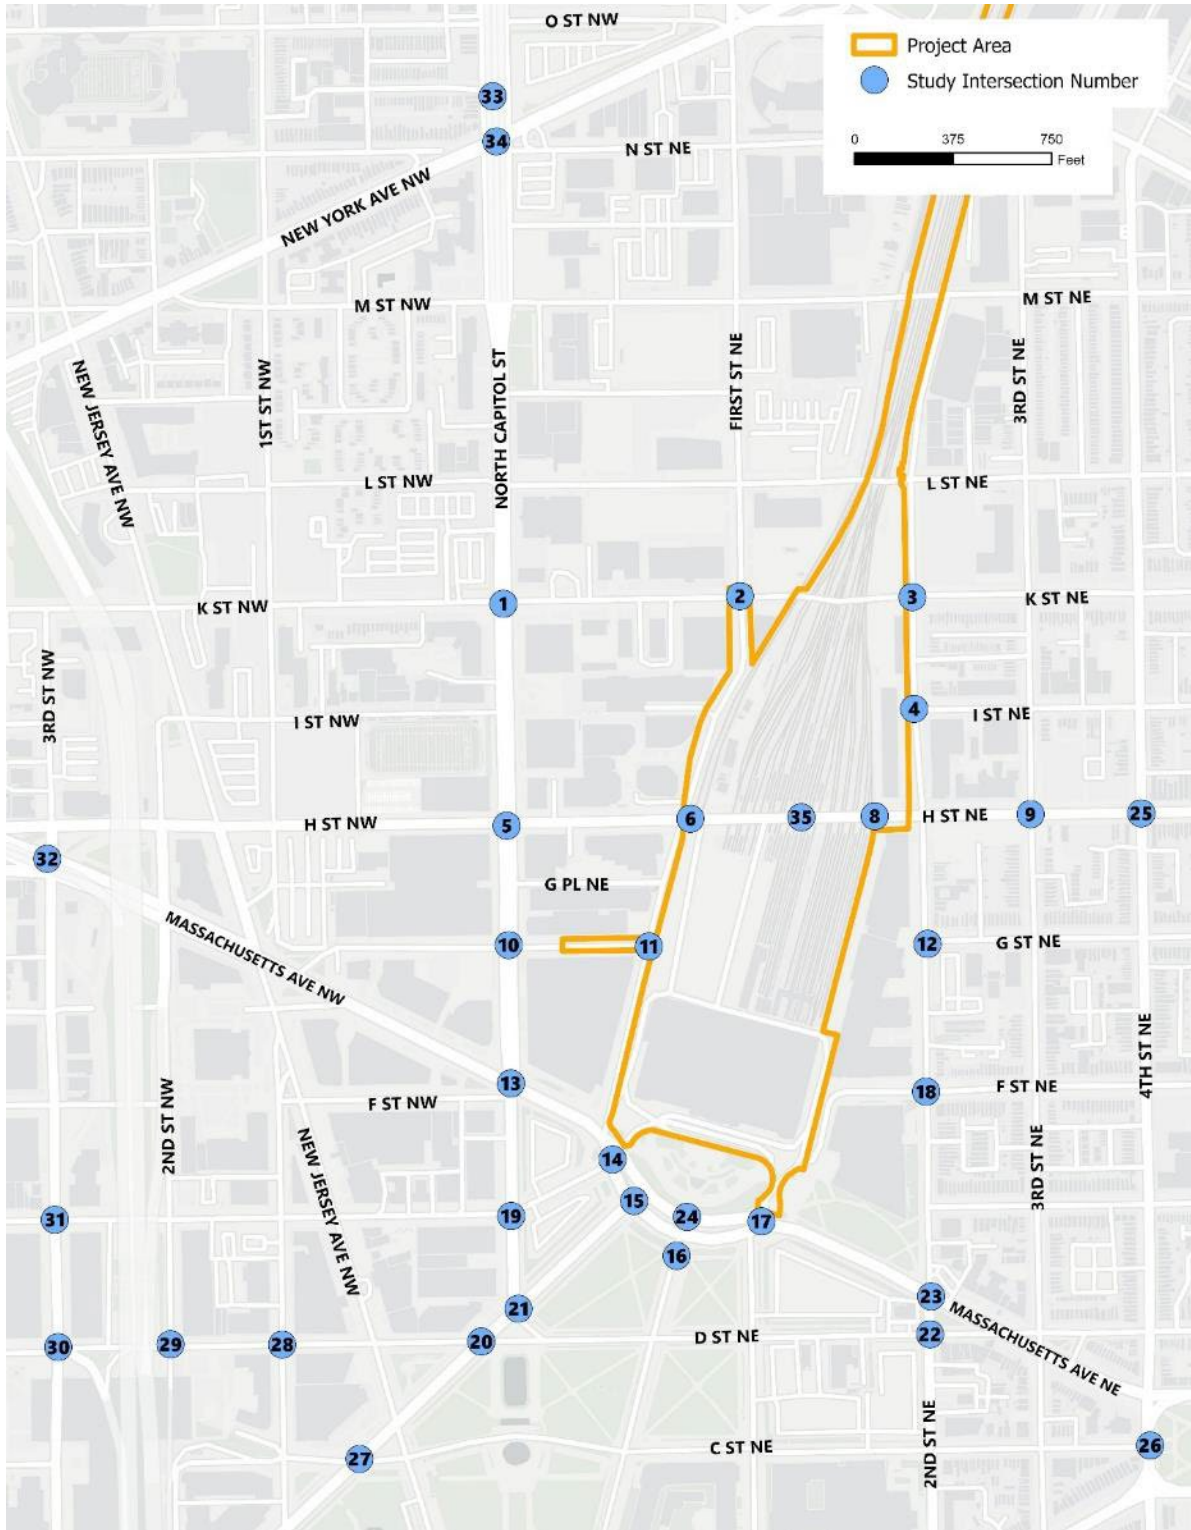 O ST NW
Project Area
Study Intersection Number
33
34
N ST NE
0 375 750
Feet
NEW YORK AVE NW
M ST NW
M ST NE
NEW JERSEY AVE NW
1ST ST NW
NORTH CAPITOL ST
FIRST ST NE
3RD ST NE
L ST NW
L ST NE
K ST NW
1
2
3
K ST NE
3RD ST NW
I ST NW
4
I ST NE
H ST NW
5
6
35
8
H ST NE
9
25
32
G PL NE
MASSACHUSETTS AVE NW
10
11
12
G ST NE
2ND ST NW
F ST NW
13
18
F ST NE
4TH ST NE
NEW JERSEY AVE NW
14
3RD ST NE
31
19
15
24
17
16
21
23
MASSACHUSETTS AVE NE
30
29
28
20
D ST NE
22
27
C ST NE
2ND ST NE
26